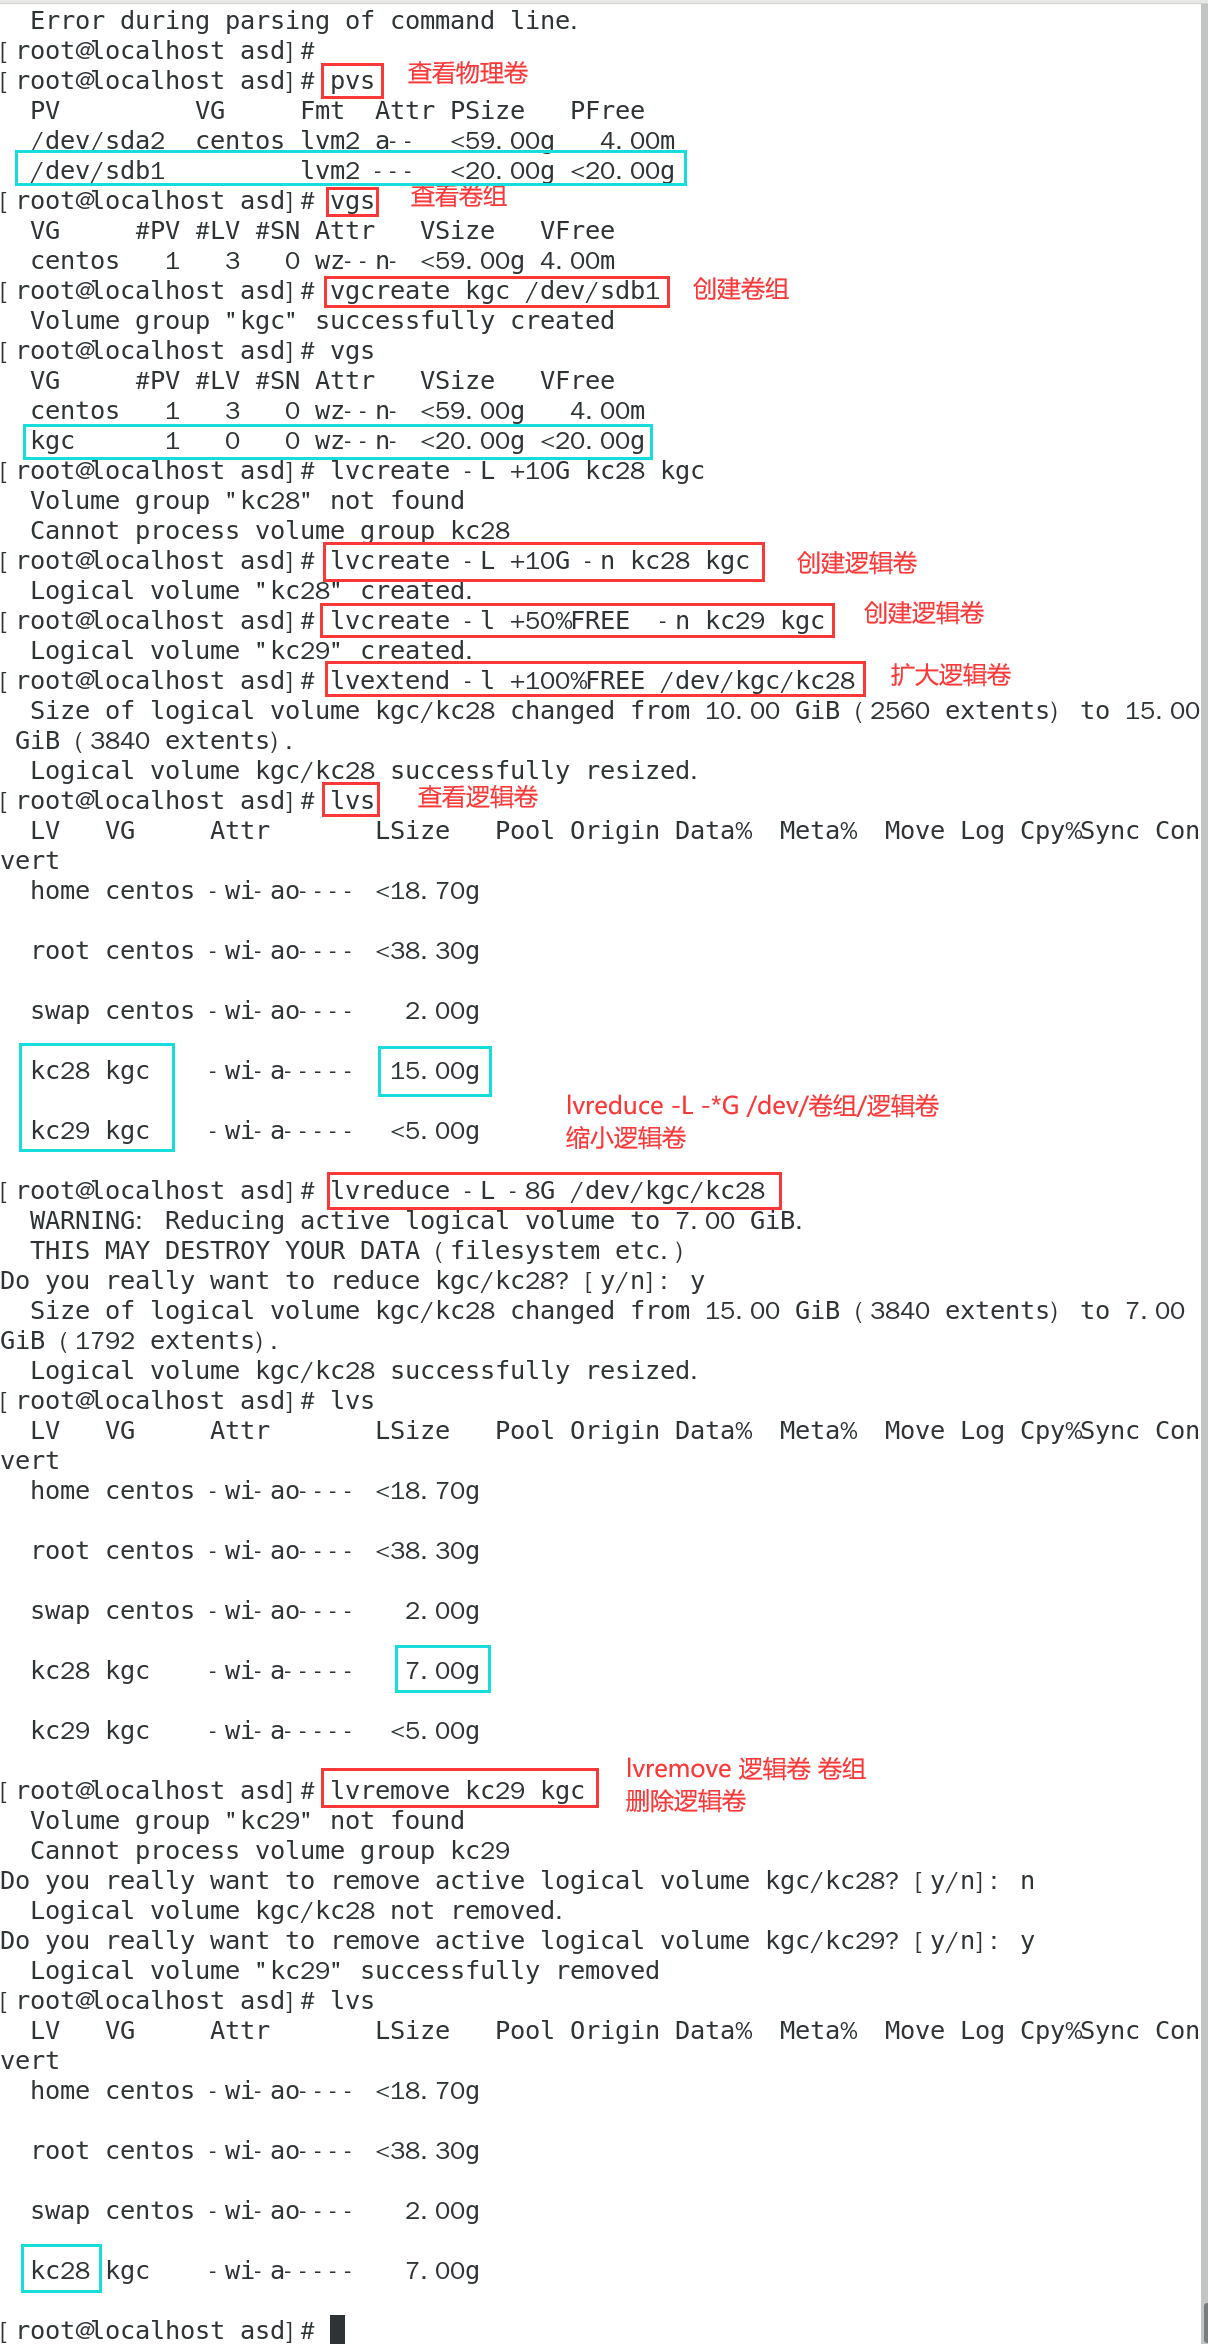 Error during parsing of command line.
[root@localhost asd]#
[root@localhost asd]# pvs 查看物理卷
PV VG Fmt Attr PSize PFree
/dev/sda2 centos lvm2 a-- <59.00g 4.00m
/dev/sdb1 lvm2 --- <20.00g <20.00g
[root@localhost asd]# vgs 查看卷组
VG #PV #LV #SN Attr VSize VFree
centos 1 3 0 wz--n- <59.00g 4.00m
[root@localhost asd]# vgcreate kgc /dev/sdb1 创建卷组
Volume group "kgc" successfully created
[root@localhost asd]# vgs
VG #PV #LV #SN Attr VSize VFree
centos 1 3 0 wz--n- <59.00g 4.00m
kgc 1 0 0 wz--n- <20.00g <20.00g
[root@localhost asd]# lvcreate -L +10G kc28 kgc
Volume group "kc28" not found
Cannot process volume group kc28
[root@localhost asd]# lvcreate -L +10G -n kc28 kgc 创建逻辑卷
Logical volume "kc28" created.
[root@localhost asd]# lvcreate -l +50%FREE -n kc29 kgc 创建逻辑卷
Logical volume "kc29" created.
[root@localhost asd]# lvextend -l +100%FREE /dev/kgc/kc28 扩大逻辑卷
Size of logical volume kgc/kc28 changed from 10.00 GiB (2560 extents) to 15.00
GiB (3840 extents).
Logical volume kgc/kc28 successfully resized.
[root@localhost asd]# lvs 查看逻辑卷
LV VG Attr LSize Pool Origin Data% Meta% Move Log Cpy%Sync Con
vert
home centos -wi-ao---- <18.70g
root centos -wi-ao---- <38.30g
swap centos -wi-ao---- 2.00g
kc28 kgc -wi-a----- 15.00g
lvreduce -L -*G /dev/卷组/逻辑卷
kc29 kgc -wi-a----- <5.00g
缩小逻辑卷
[root@localhost asd]# lvreduce -L -8G /dev/kgc/kc28
WARNING: Reducing active logical volume to 7.00 GiB.
THIS MAY DESTROY YOUR DATA (filesystem etc.)
Do you really want to reduce kgc/kc28? [y/n]: y
Size of logical volume kgc/kc28 changed from 15.00 GiB (3840 extents) to 7.00
GiB (1792 extents).
Logical volume kgc/kc28 successfully resized.
[root@localhost asd]# lvs
LV VG Attr LSize Pool Origin Data% Meta% Move Log Cpy%Sync Con
vert
home centos -wi-ao---- <18.70g
root centos -wi-ao---- <38.30g
swap centos -wi-ao---- 2.00g
kc28 kgc -wi-a----- 7.00g
kc29 kgc -wi-a----- <5.00g
lvremove 逻辑卷 卷组
[root@localhost asd]# lvremove kc29 kgc
删除逻辑卷
Volume group "kc29" not found
Cannot process volume group kc29
Do you really want to remove active logical volume kgc/kc28? [y/n]: n
Logical volume kgc/kc28 not removed.
Do you really want to remove active logical volume kgc/kc29? [y/n]: y
Logical volume "kc29" successfully removed
[root@localhost asd]# lvs
LV VG Attr LSize Pool Origin Data% Meta% Move Log Cpy%Sync Con
vert
home centos -wi-ao---- <18.70g
root centos -wi-ao---- <38.30g
swap centos -wi-ao---- 2.00g
kc28 kgc -wi-a----- 7.00g
[root@localhost asd]#